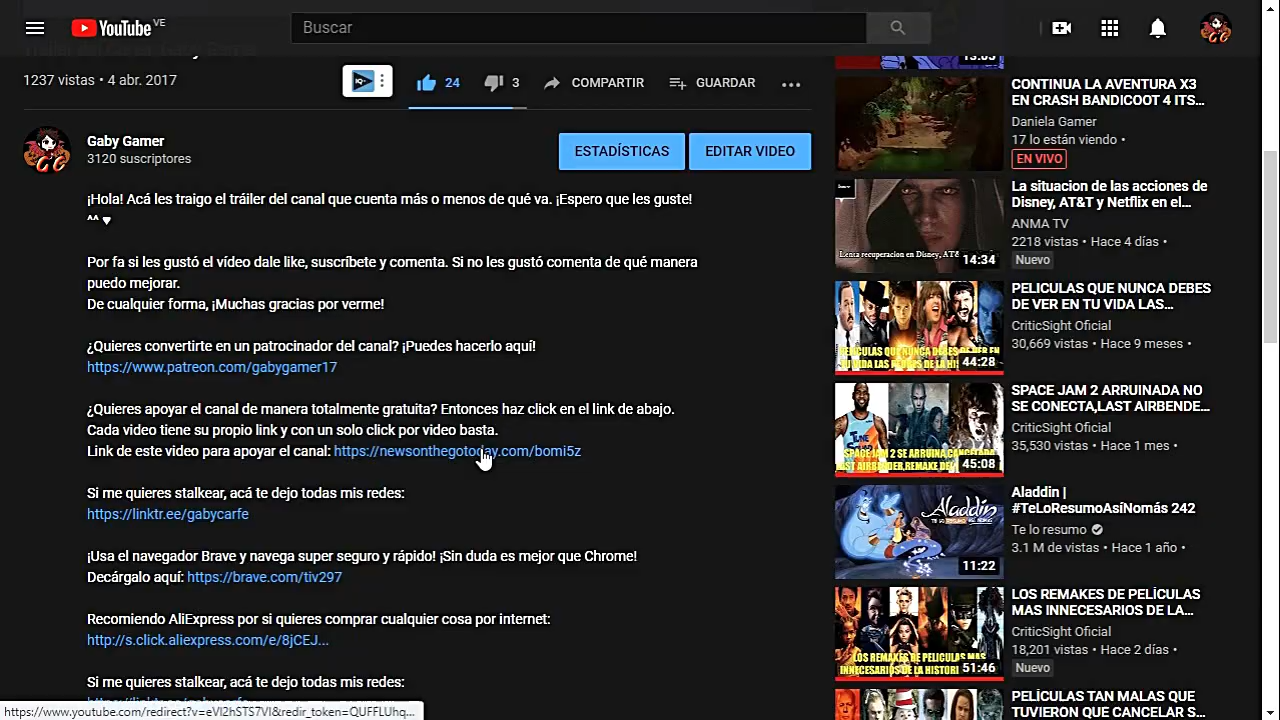 YouTube VE
Buscar
1237 vistas • 4 abr. 2017
24
3
COMPARTIR
GUARDAR
Gaby Gamer
3120 suscriptores
ESTADÍSTICAS
EDITAR VIDEO
¡Hola! Acá les traigo el tráiler del canal que cuenta más o menos de qué va. ¡Espero que les guste!
^^ ♥
Por fa si les gustó el vídeo dale like, suscríbete y comenta. Si no les gustó comenta de qué manera
puedo mejorar.
De cualquier forma, ¡Muchas gracias por verme!
¿Quieres convertirte en un patrocinador del canal? ¡Puedes hacerlo aquí!
https://www.patreon.com/gabygamer17
¿Quieres apoyar el canal de manera totalmente gratuita? Entonces haz click en el link de abajo.
Cada video tiene su propio link y con un solo click por video basta.
Link de este video para apoyar el canal: https://newsonthegotoday.com/bomi5z
Si me quieres stalkear, acá te dejo todas mis redes:
https://linktr.ee/gabycarfe
¡Usa el navegador Brave y navega super seguro y rápido! ¡Sin duda es mejor que Chrome!
Decárgalo aquí: https://brave.com/tiv297
Recomiendo AliExpress por si quieres comprar cualquier cosa por internet:
http://s.click.aliexpress.com/e/8jCEJ...
Si me quieres stalkear, acá te dejo todas mis redes:
https://www.youtube.com/redirect?v=eVI2hSTS7VI&redir_token=QUFFLUhq...
CONTINUA LA AVENTURA X3
EN CRASH BANDICOOT 4 ITS...
Daniela Gamer
17 lo están viendo •
EN VIVO
La situacion de las acciones de
Disney, AT&T y Netflix en el...
ANMA TV
2218 vistas • Hace 4 días •
Nuevo
Lenta recuperacion en Disney, AT&
14:34
PELICULAS QUE NUNCA DEBES
DE VER EN TU VIDA LAS...
CriticSight Oficial
30,669 vistas • Hace 9 meses •
44:28
SPACE JAM 2 ARRUINADA NO
SE CONECTA,LAST AIRBENDE...
CriticSight Oficial
35,530 vistas • Hace 1 mes •
45:08
Aladdin |
#TeLoResumoAsíNomás 242
Te lo resumo
3.1 M de vistas • Hace 1 año •
Aladdin
11:22
LOS REMAKES DE PELÍCULAS
MAS INNECESARIOS DE LA...
CriticSight Oficial
18,201 vistas • Hace 2 días •
Nuevo
LOS REMAKES DE PELICULAS MAS
INNECESARIOS DE LA HISTORI
51:46
PELÍCULAS TAN MALAS QUE
TUVIERON QUE CANCELAR S...